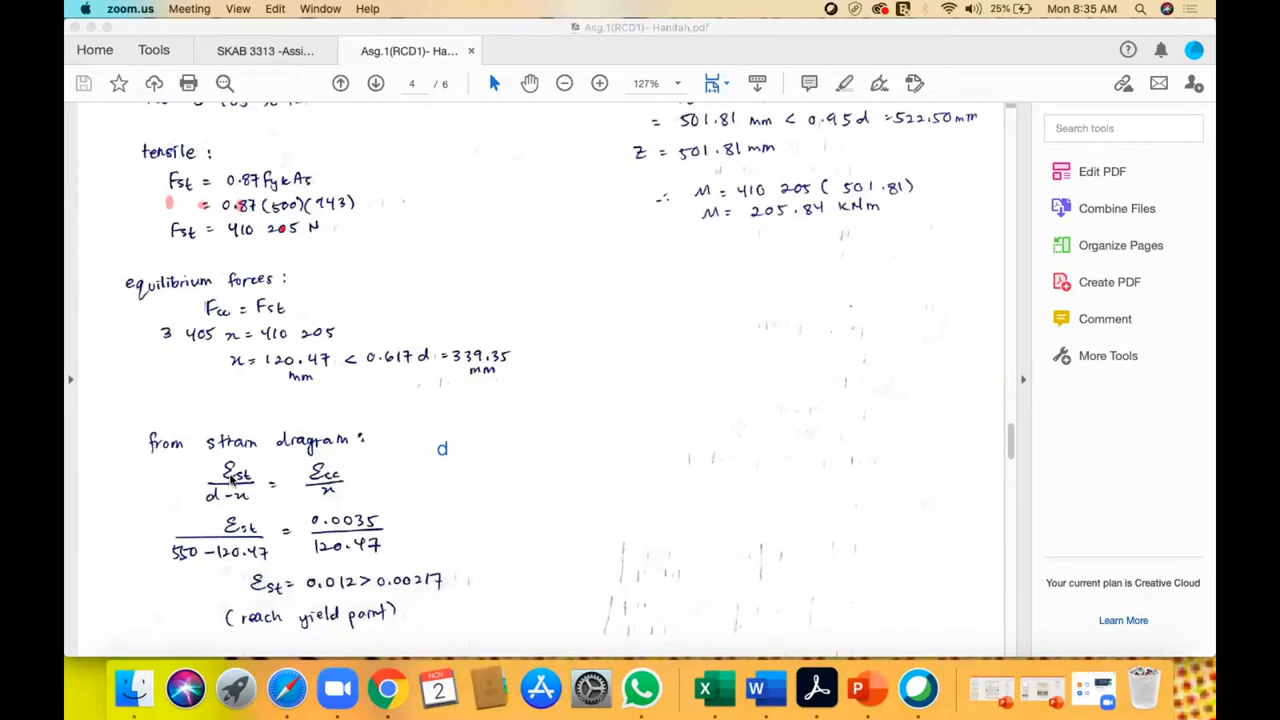 zoom.us Meeting View Edit Window Help 25% Mon 8:35 AM
Asg.1(RCD1)- Hanifah.pdf
Home Tools SKAB 3313 -Assi... Asg.1(RCD1)- Ha... ×
4 / 6 127%
= 501.81 mm < 0.95d = 522.50mm
z = 501.81 mm
∴ M = 410 205 ( 501.81)
M = 205.84 kNm
tensile :
Fst = 0.87 fyk As
= 0.87 (500)(943)
Fst = 410 205 N
equilibrium forces :
Fcc = Fst
3 405 x = 410 205
x = 120.47 < 0.617 d = 339.35
mm mm
from strain diagram :
d
εst = εcc
d-x x
εst = 0.0035
550 -120.47 120.47
εst = 0.012 > 0.00217
(reach yield point)
Search tools
Edit PDF
Combine Files
Organize Pages
Create PDF
Comment
More Tools
Your current plan is Creative Cloud
Learn More
NOV
2